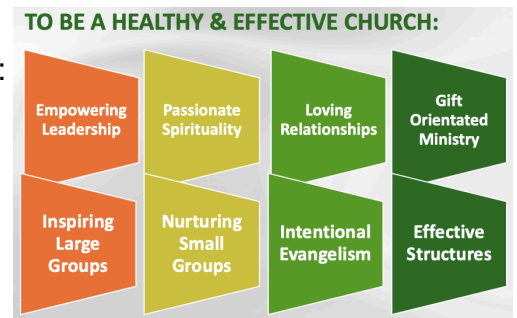 TO BE A HEALTHY & EFFECTIVE CHURCH:
:
Empowering
Leadership
Passionate
Spirituality
Loving
Relationships
Gift
Orientated
Ministry
Inspiring
Large
Groups
Nurturing
Small
Groups
Intentional
Evangelism
Effective
Structures